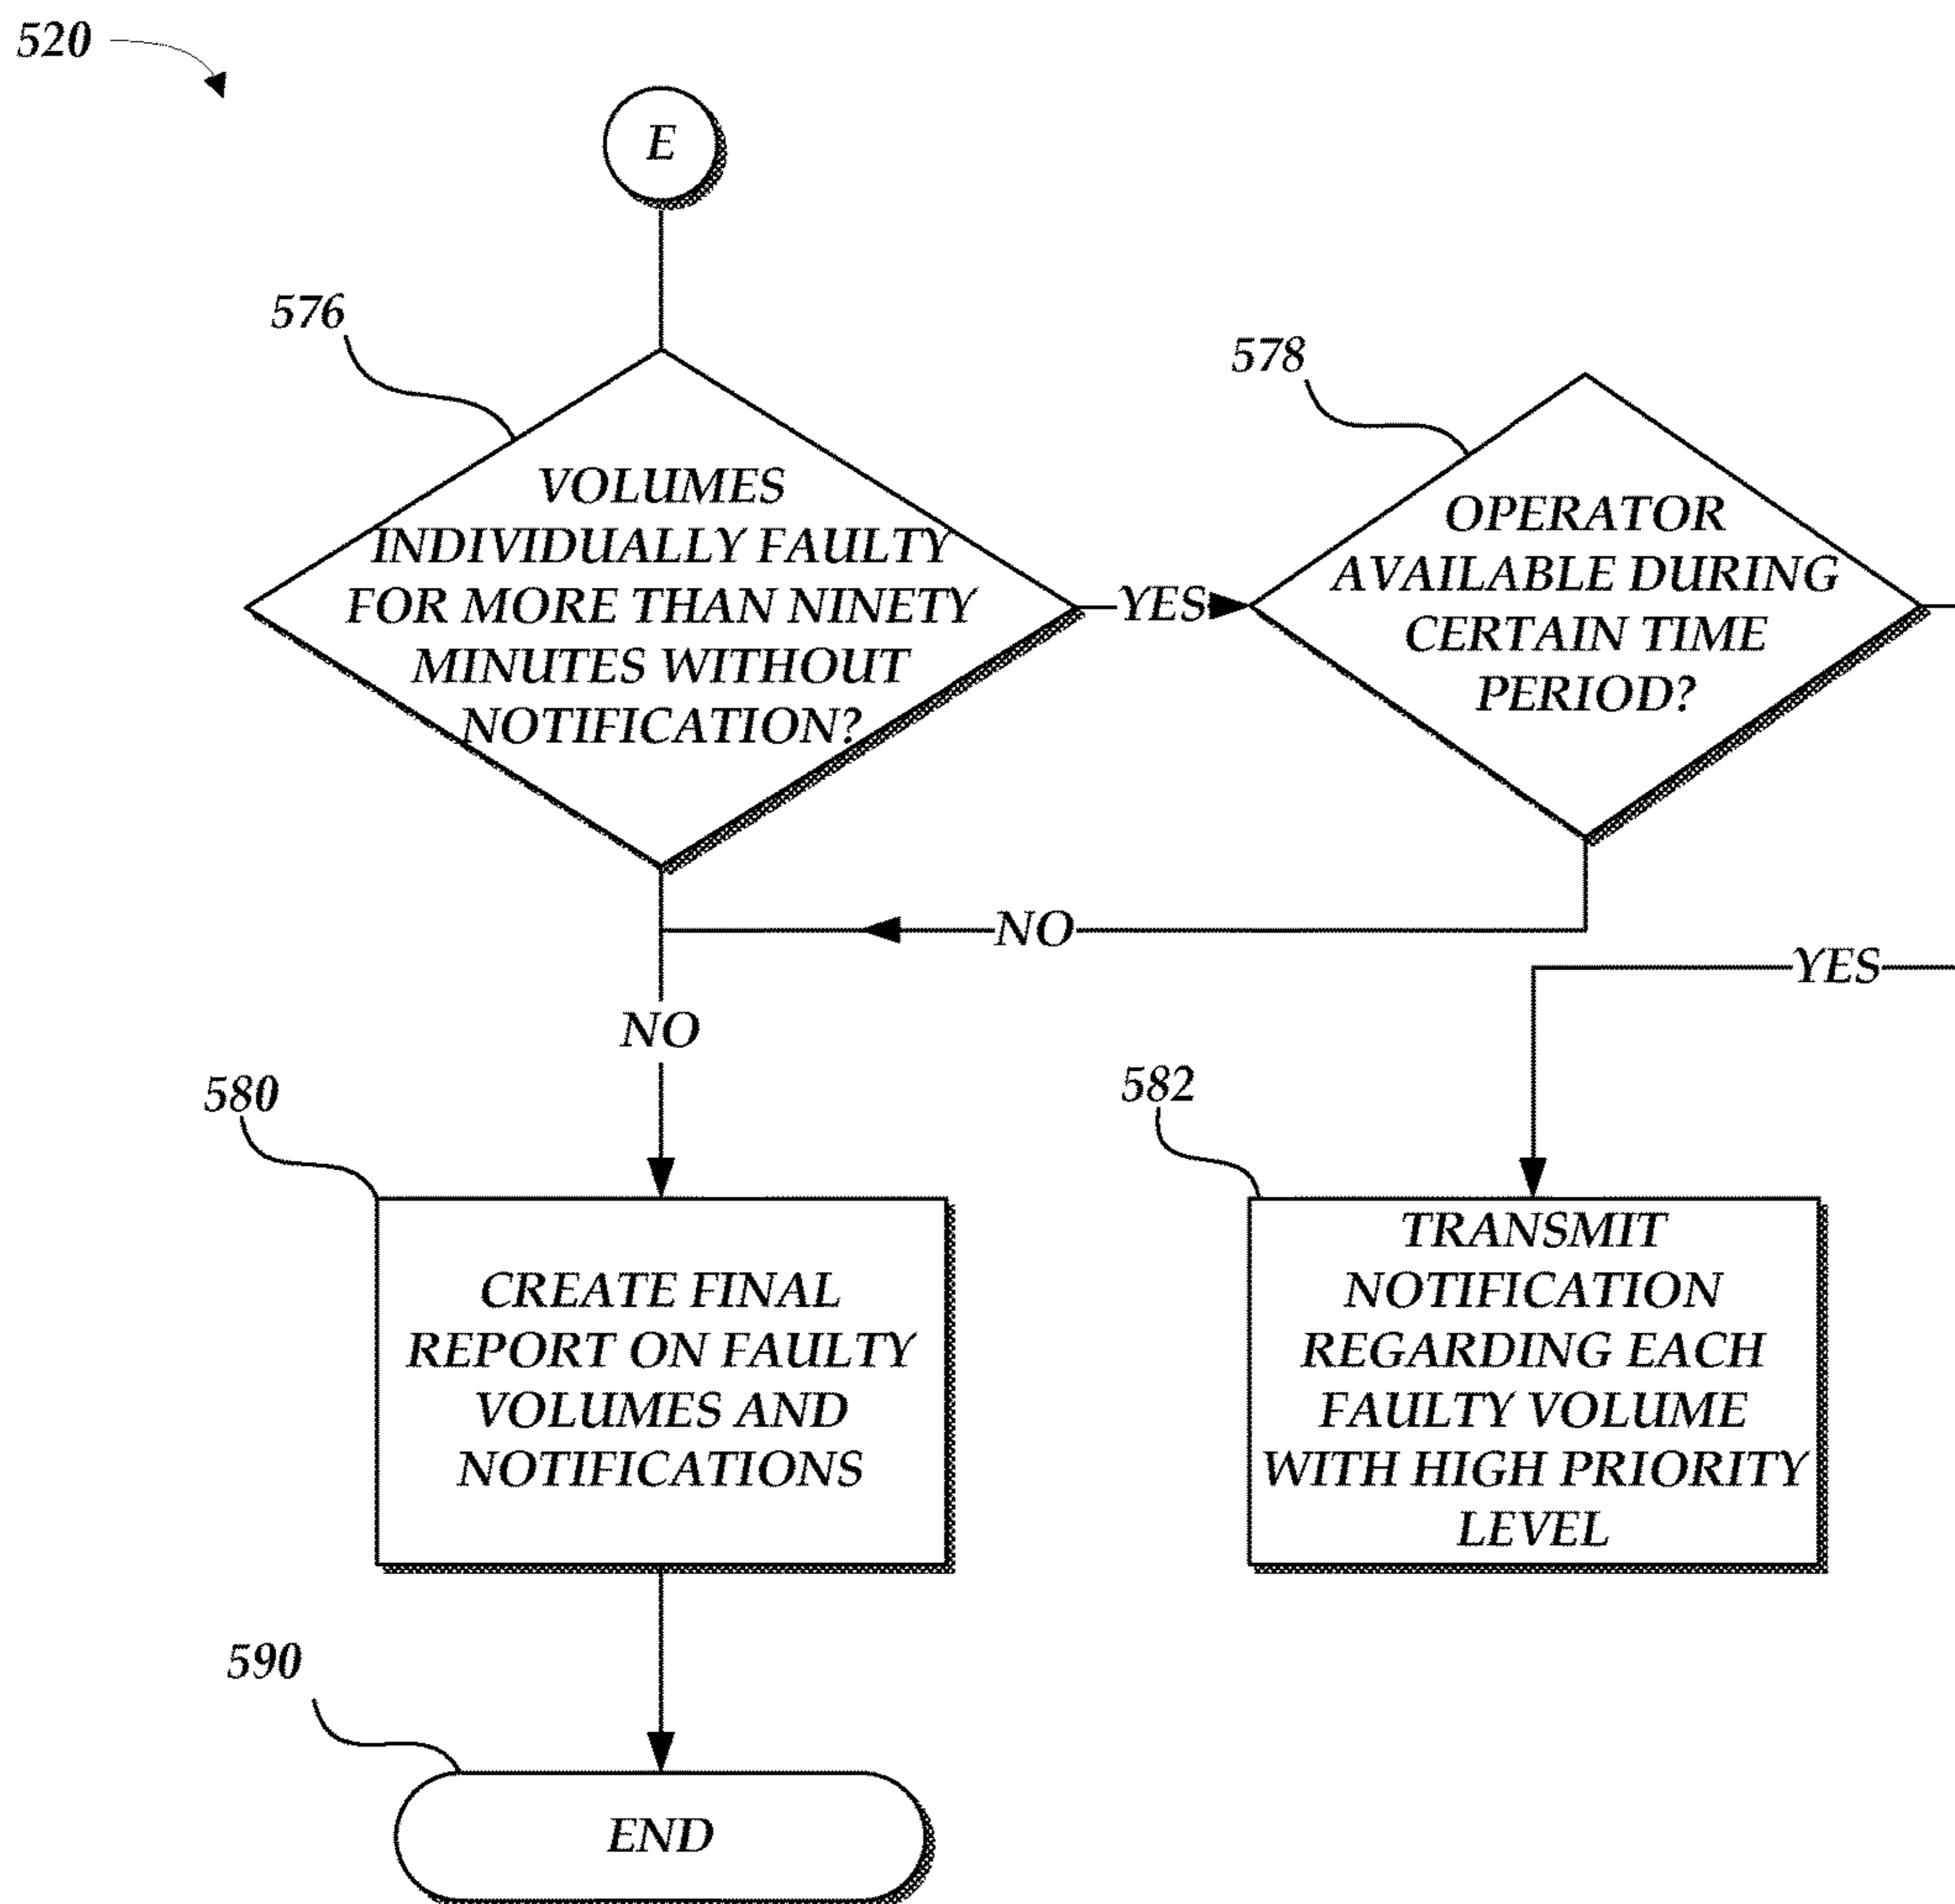 520
E
576
VOLUMES
INDIVIDUALLY FAULTY
FOR MORE THAN NINETY
MINUTES WITHOUT
NOTIFICATION?
YES
578
OPERATOR
AVAILABLE DURING
CERTAIN TIME
PERIOD?
NO
YES
NO
580
CREATE FINAL
REPORT ON FAULTY
VOLUMES AND
NOTIFICATIONS
582
TRANSMIT
NOTIFICATION
REGARDING EACH
FAULTY VOLUME
WITH HIGH PRIORITY
LEVEL
590
END